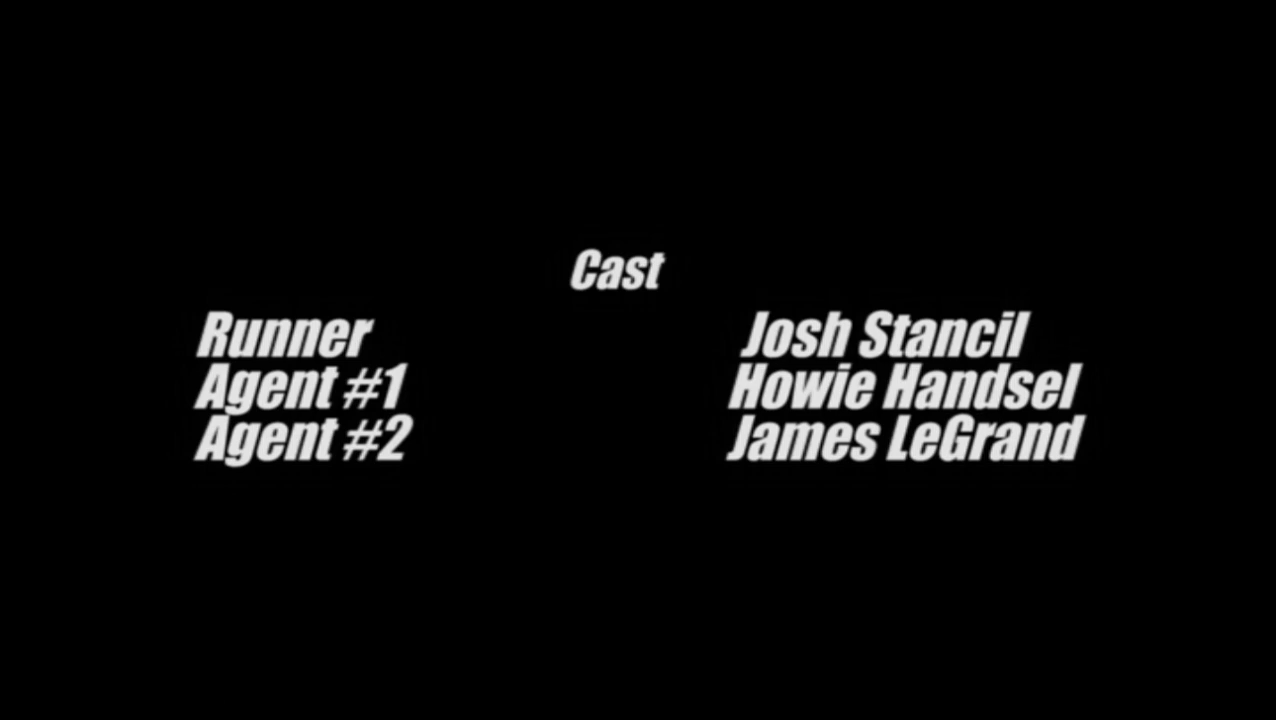 Cast
Runner Josh Stancil
Agent #1 Howie Handsel
Agent #2 James LeGrand